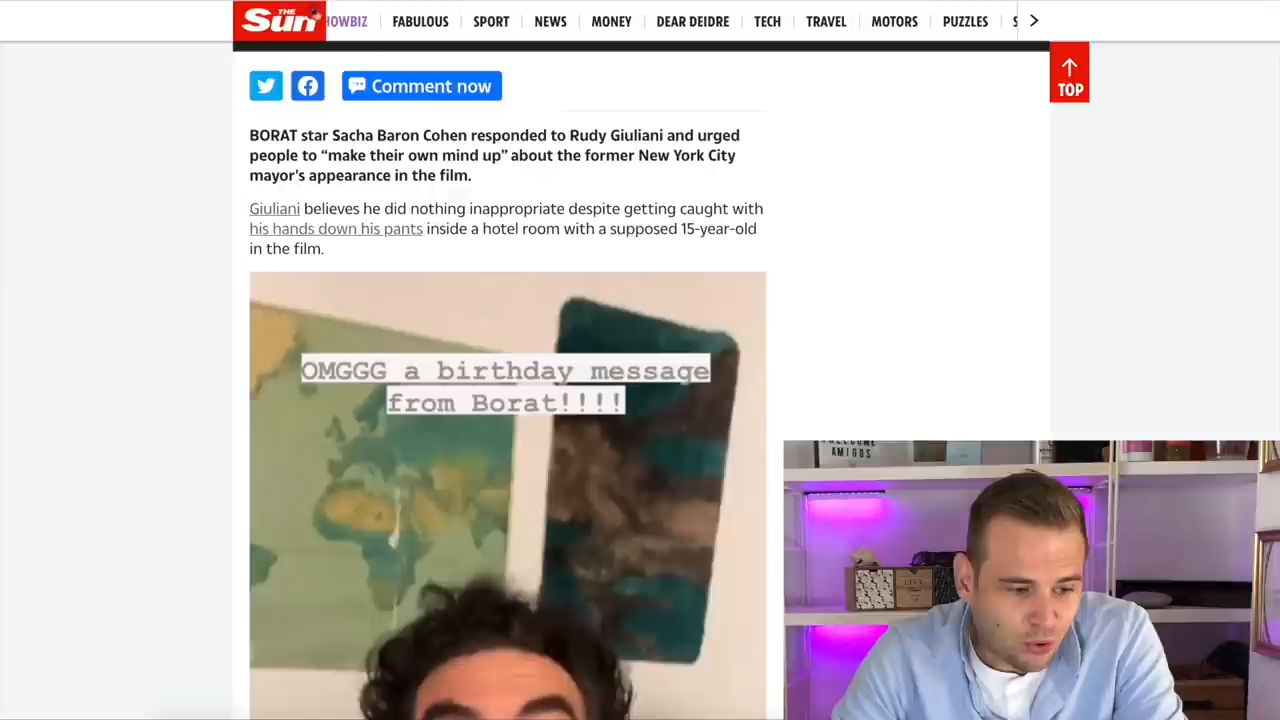 THE
Sun
HOWBIZ FABULOUS SPORT NEWS MONEY DEAR DEIDRE TECH TRAVEL MOTORS PUZZLES
TOP
Comment now
BORAT star Sacha Baron Cohen responded to Rudy Giuliani and urged
people to “make their own mind up” about the former New York City
mayor's appearance in the film.
Giuliani believes he did nothing inappropriate despite getting caught with
his hands down his pants inside a hotel room with a supposed 15-year-old
in the film.
OMGGG a birthday message
from Borat!!!!
AMIGOS